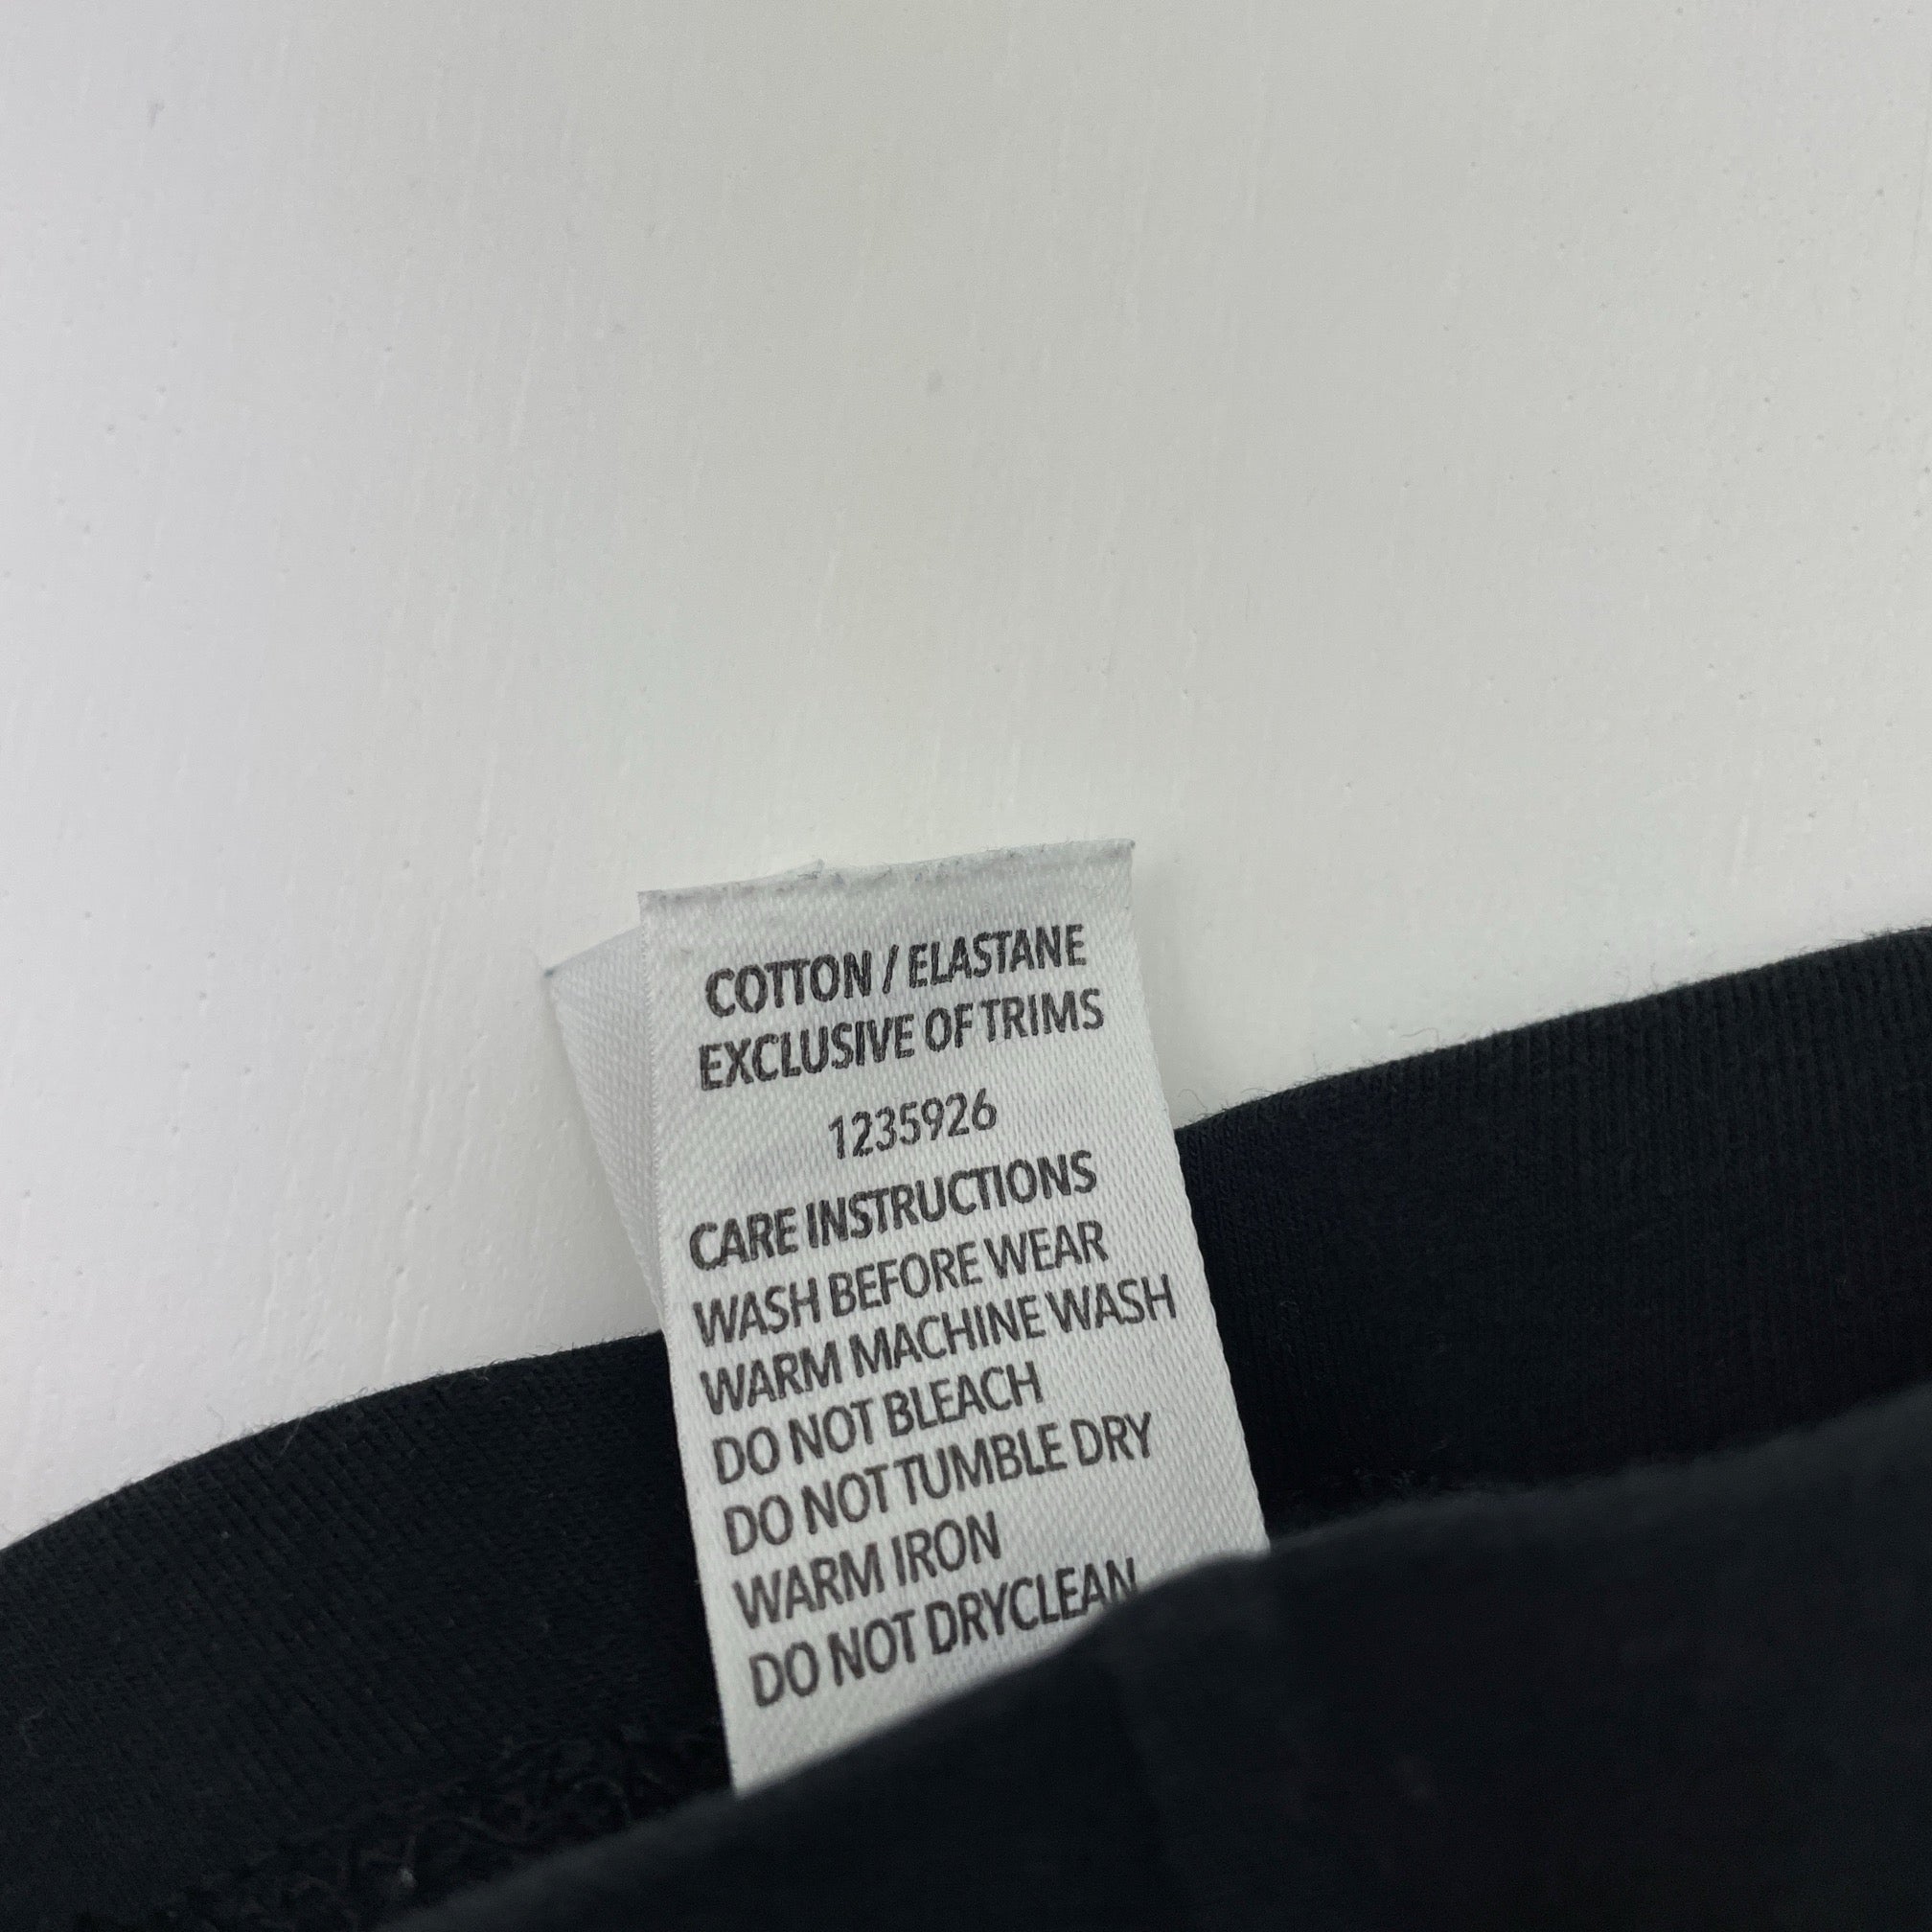 COTTON / ELASTANE
EXCLUSIVE OF TRIMS
1235926
CARE INSTRUCTIONS
WASH BEFORE WEAR
WARM MACHINE WASH
DO NOT BLEACH
DO NOT TUMBLE DRY
WARM IRON
DO NOT DRYCLEAN